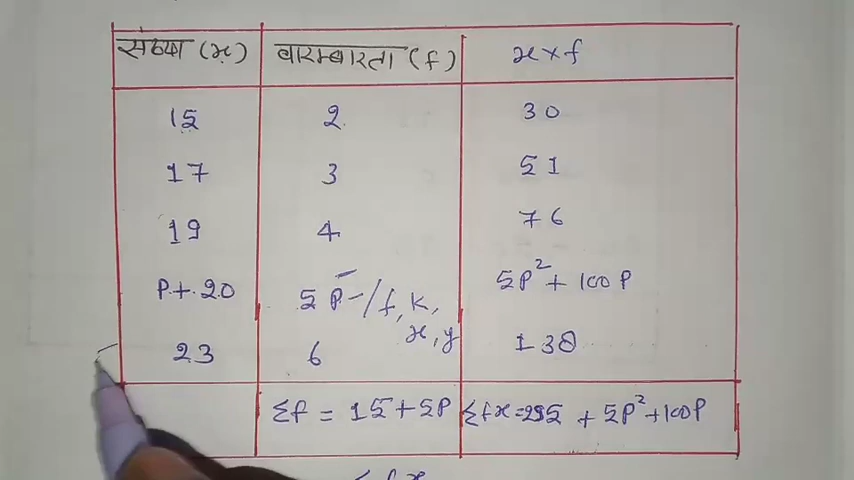 संख्या (x) वारम्बारता (f) x×f
15 2 30
17 3 51
19 4 76
P+20 5P-/f, k, 5P²+100P
x, y
23 6 138
Σf = 15+5P Σfx=295 + 5P²+100P